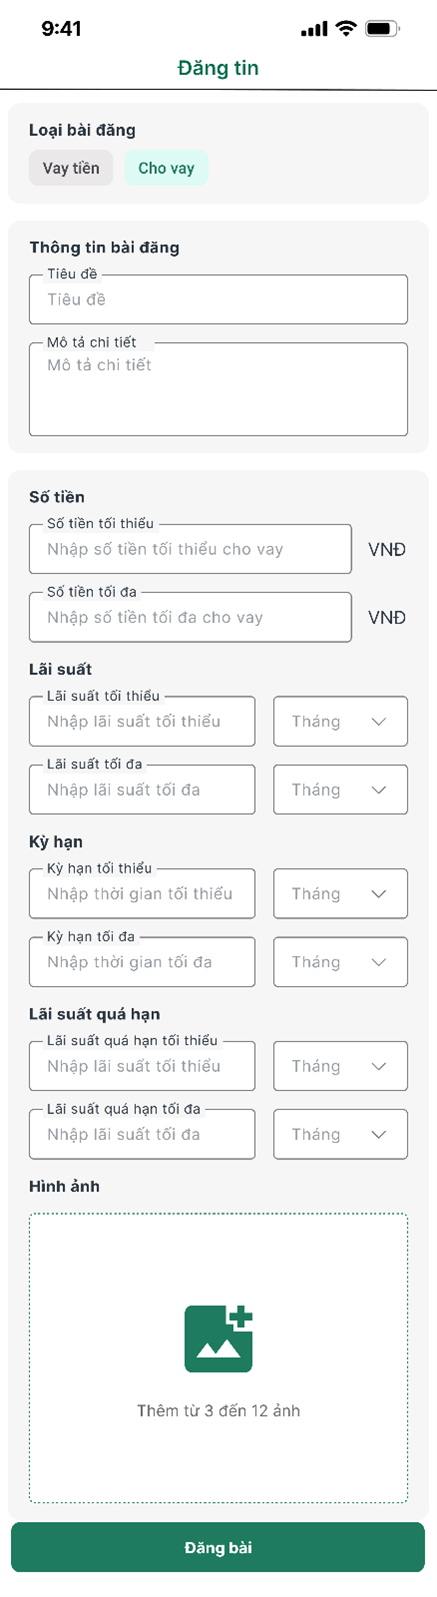 9:41
Đăng tin
Loại bài đăng
Vay tiền Cho vay
Thông tin bài đăng
Tiêu đề
Tiêu đề
Mô tả chi tiết
Mô tả chi tiết
Số tiền
Số tiền tối thiểu
Nhập số tiền tối thiểu cho vay VNĐ
Số tiền tối đa
Nhập số tiền tối đa cho vay VNĐ
Lãi suất
Lãi suất tối thiểu
Nhập lãi suất tối thiểu Tháng
Lãi suất tối đa
Nhập lãi suất tối đa Tháng
Kỳ hạn
Kỳ hạn tối thiểu
Nhập thời gian tối thiểu Tháng
Kỳ hạn tối đa
Nhập thời gian tối đa Tháng
Lãi suất quá hạn
Lãi suất quá hạn tối thiểu
Nhập lãi suất tối thiểu Tháng
Lãi suất quá hạn tối đa
Nhập lãi suất tối đa Tháng
Hình ảnh
Thêm từ 3 đến 12 ảnh
Đăng bài